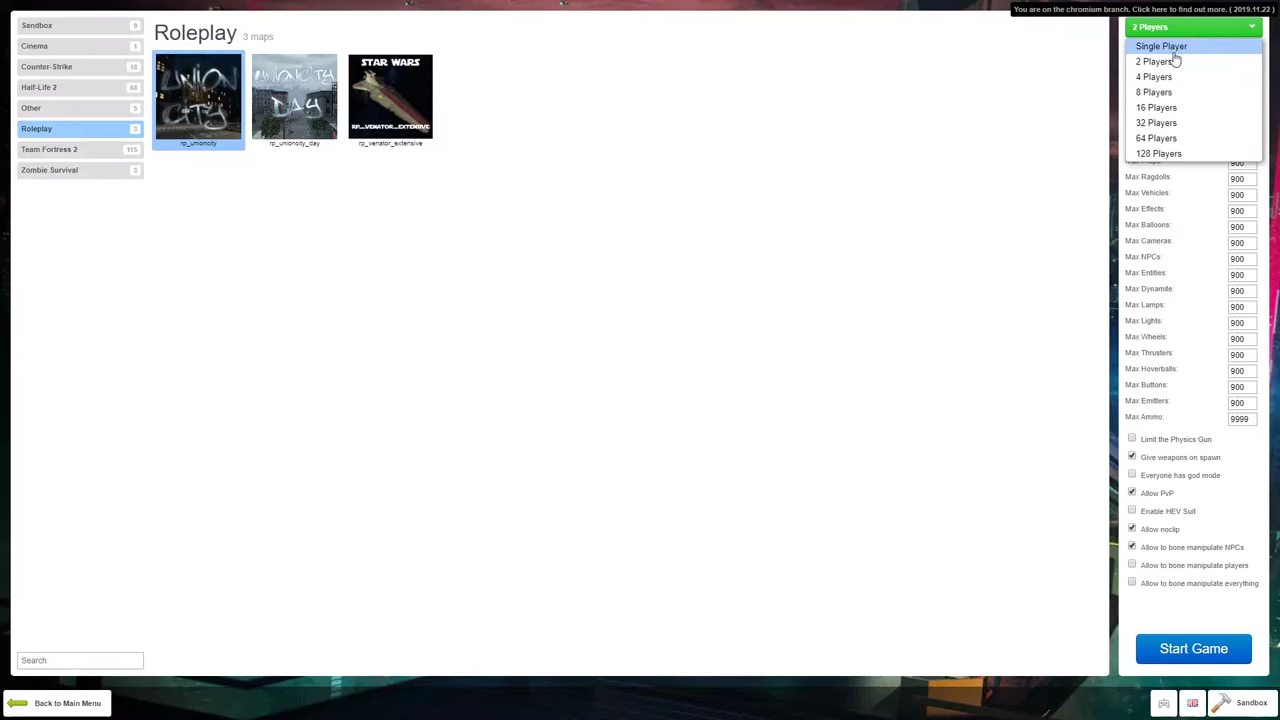 You are on the chromium branch. Click here to find out more. ( 2019.11.22 )
Sandbox 9
Cinema 1
Counter-Strike 18
Half-Life 2 68
Other 5
Roleplay 3
Team Fortress 2 115
Zombie Survival 3
Search
Roleplay 3 maps
UNION CITY
rp_unioncity
UNIONCITY DAY
rp_unioncity_day
STAR WARS
RP_VENATOR_EXTENSIVE
rp_venator_extensive
2 Players
Single Player
2 Players
4 Players
8 Players
16 Players
32 Players
64 Players
128 Players
900
Max Ragdolls: 900
Max Vehicles: 900
Max Effects: 900
Max Balloons: 900
Max Cameras: 900
Max NPCs: 900
Max Entities: 900
Max Dynamite: 900
Max Lamps: 900
Max Lights: 900
Max Wheels: 900
Max Thrusters: 900
Max Hoverballs: 900
Max Buttons: 900
Max Emitters: 900
Max Ammo: 9999
Limit the Physics Gun
Give weapons on spawn
Everyone has god mode
Allow PvP
Enable HEV Suit
Allow noclip
Allow to bone manipulate NPCs
Allow to bone manipulate players
Allow to bone manipulate everything
Start Game
Back to Main Menu
Sandbox